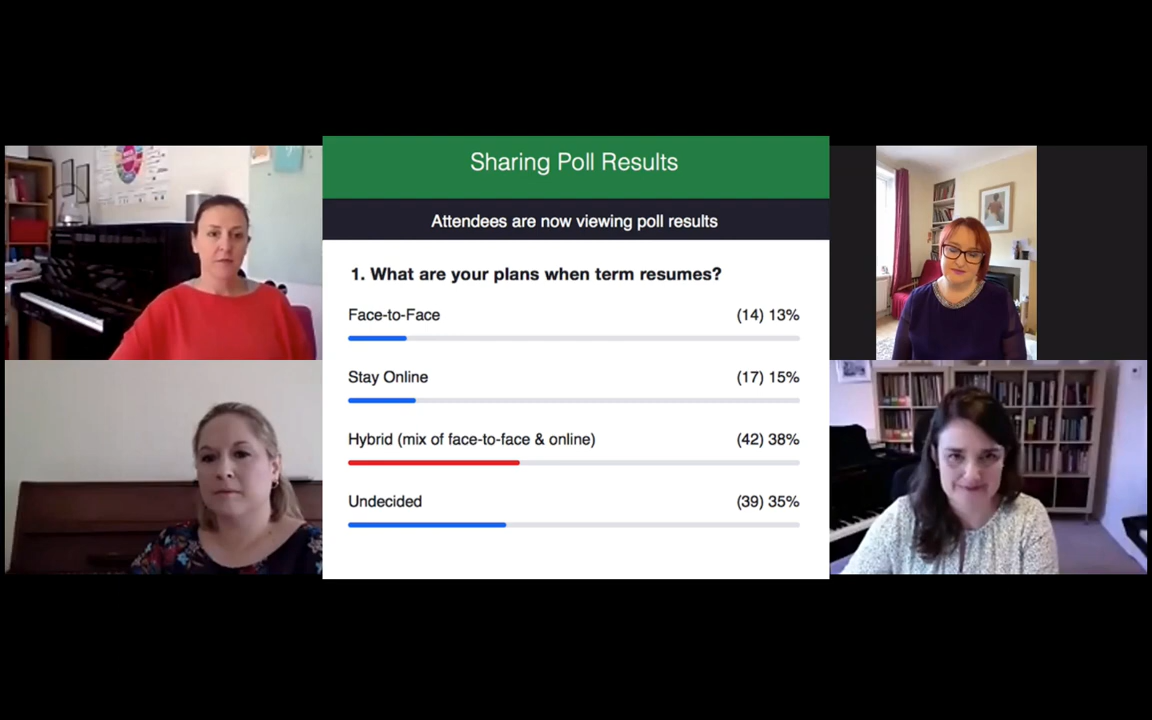 Sharing Poll Results
Attendees are now viewing poll results
1. What are your plans when term resumes?
Face-to-Face (14) 13%
Stay Online (17) 15%
Hybrid (mix of face-to-face & online) (42) 38%
Undecided (39) 35%